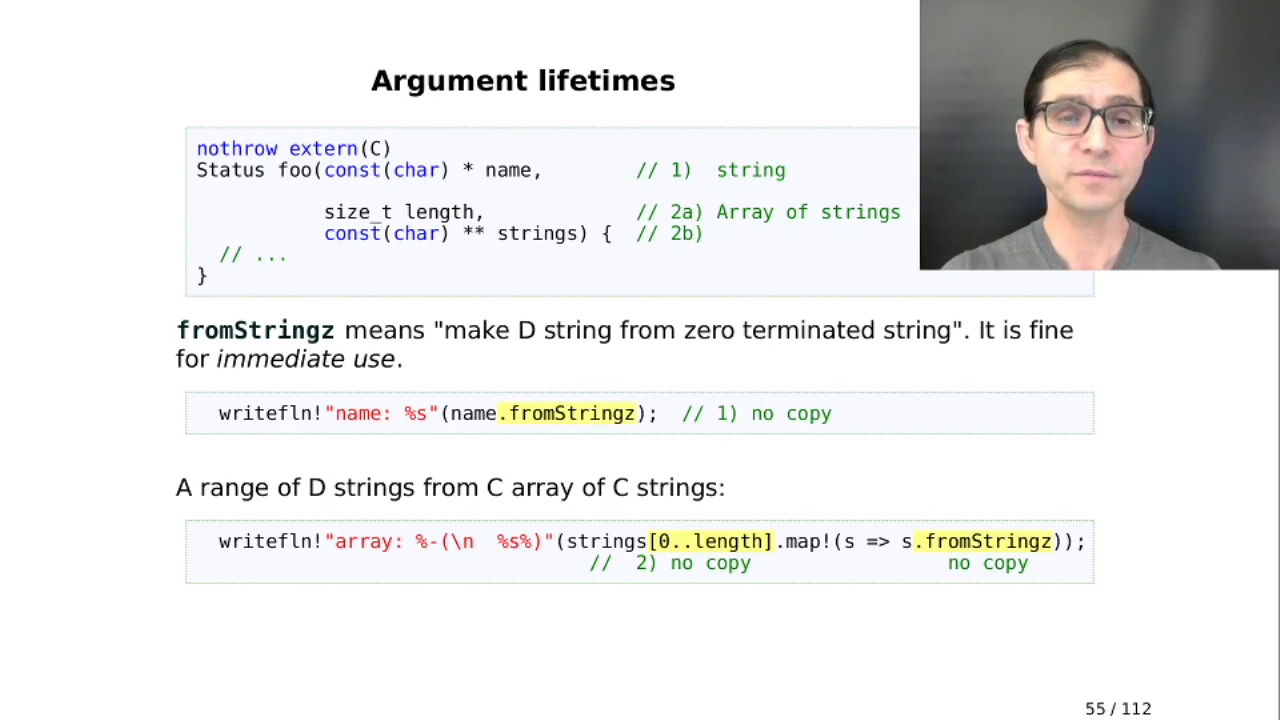 Argument lifetimes
nothrow extern(C)
Status foo(const(char) * name,        // 1)  string
size_t length,             // 2a) Array of strings
const(char) ** strings) {  // 2b)
// ...
}
fromStringz means "make D string from zero terminated string". It is fine
for immediate use.
writefln!"name: %s"(name.fromStringz);  // 1) no copy
A range of D strings from C array of C strings:
writefln!"array: %-(\n  %s%)"(strings[0..length].map!(s => s.fromStringz));
//  2) no copy                 no copy
55 / 112